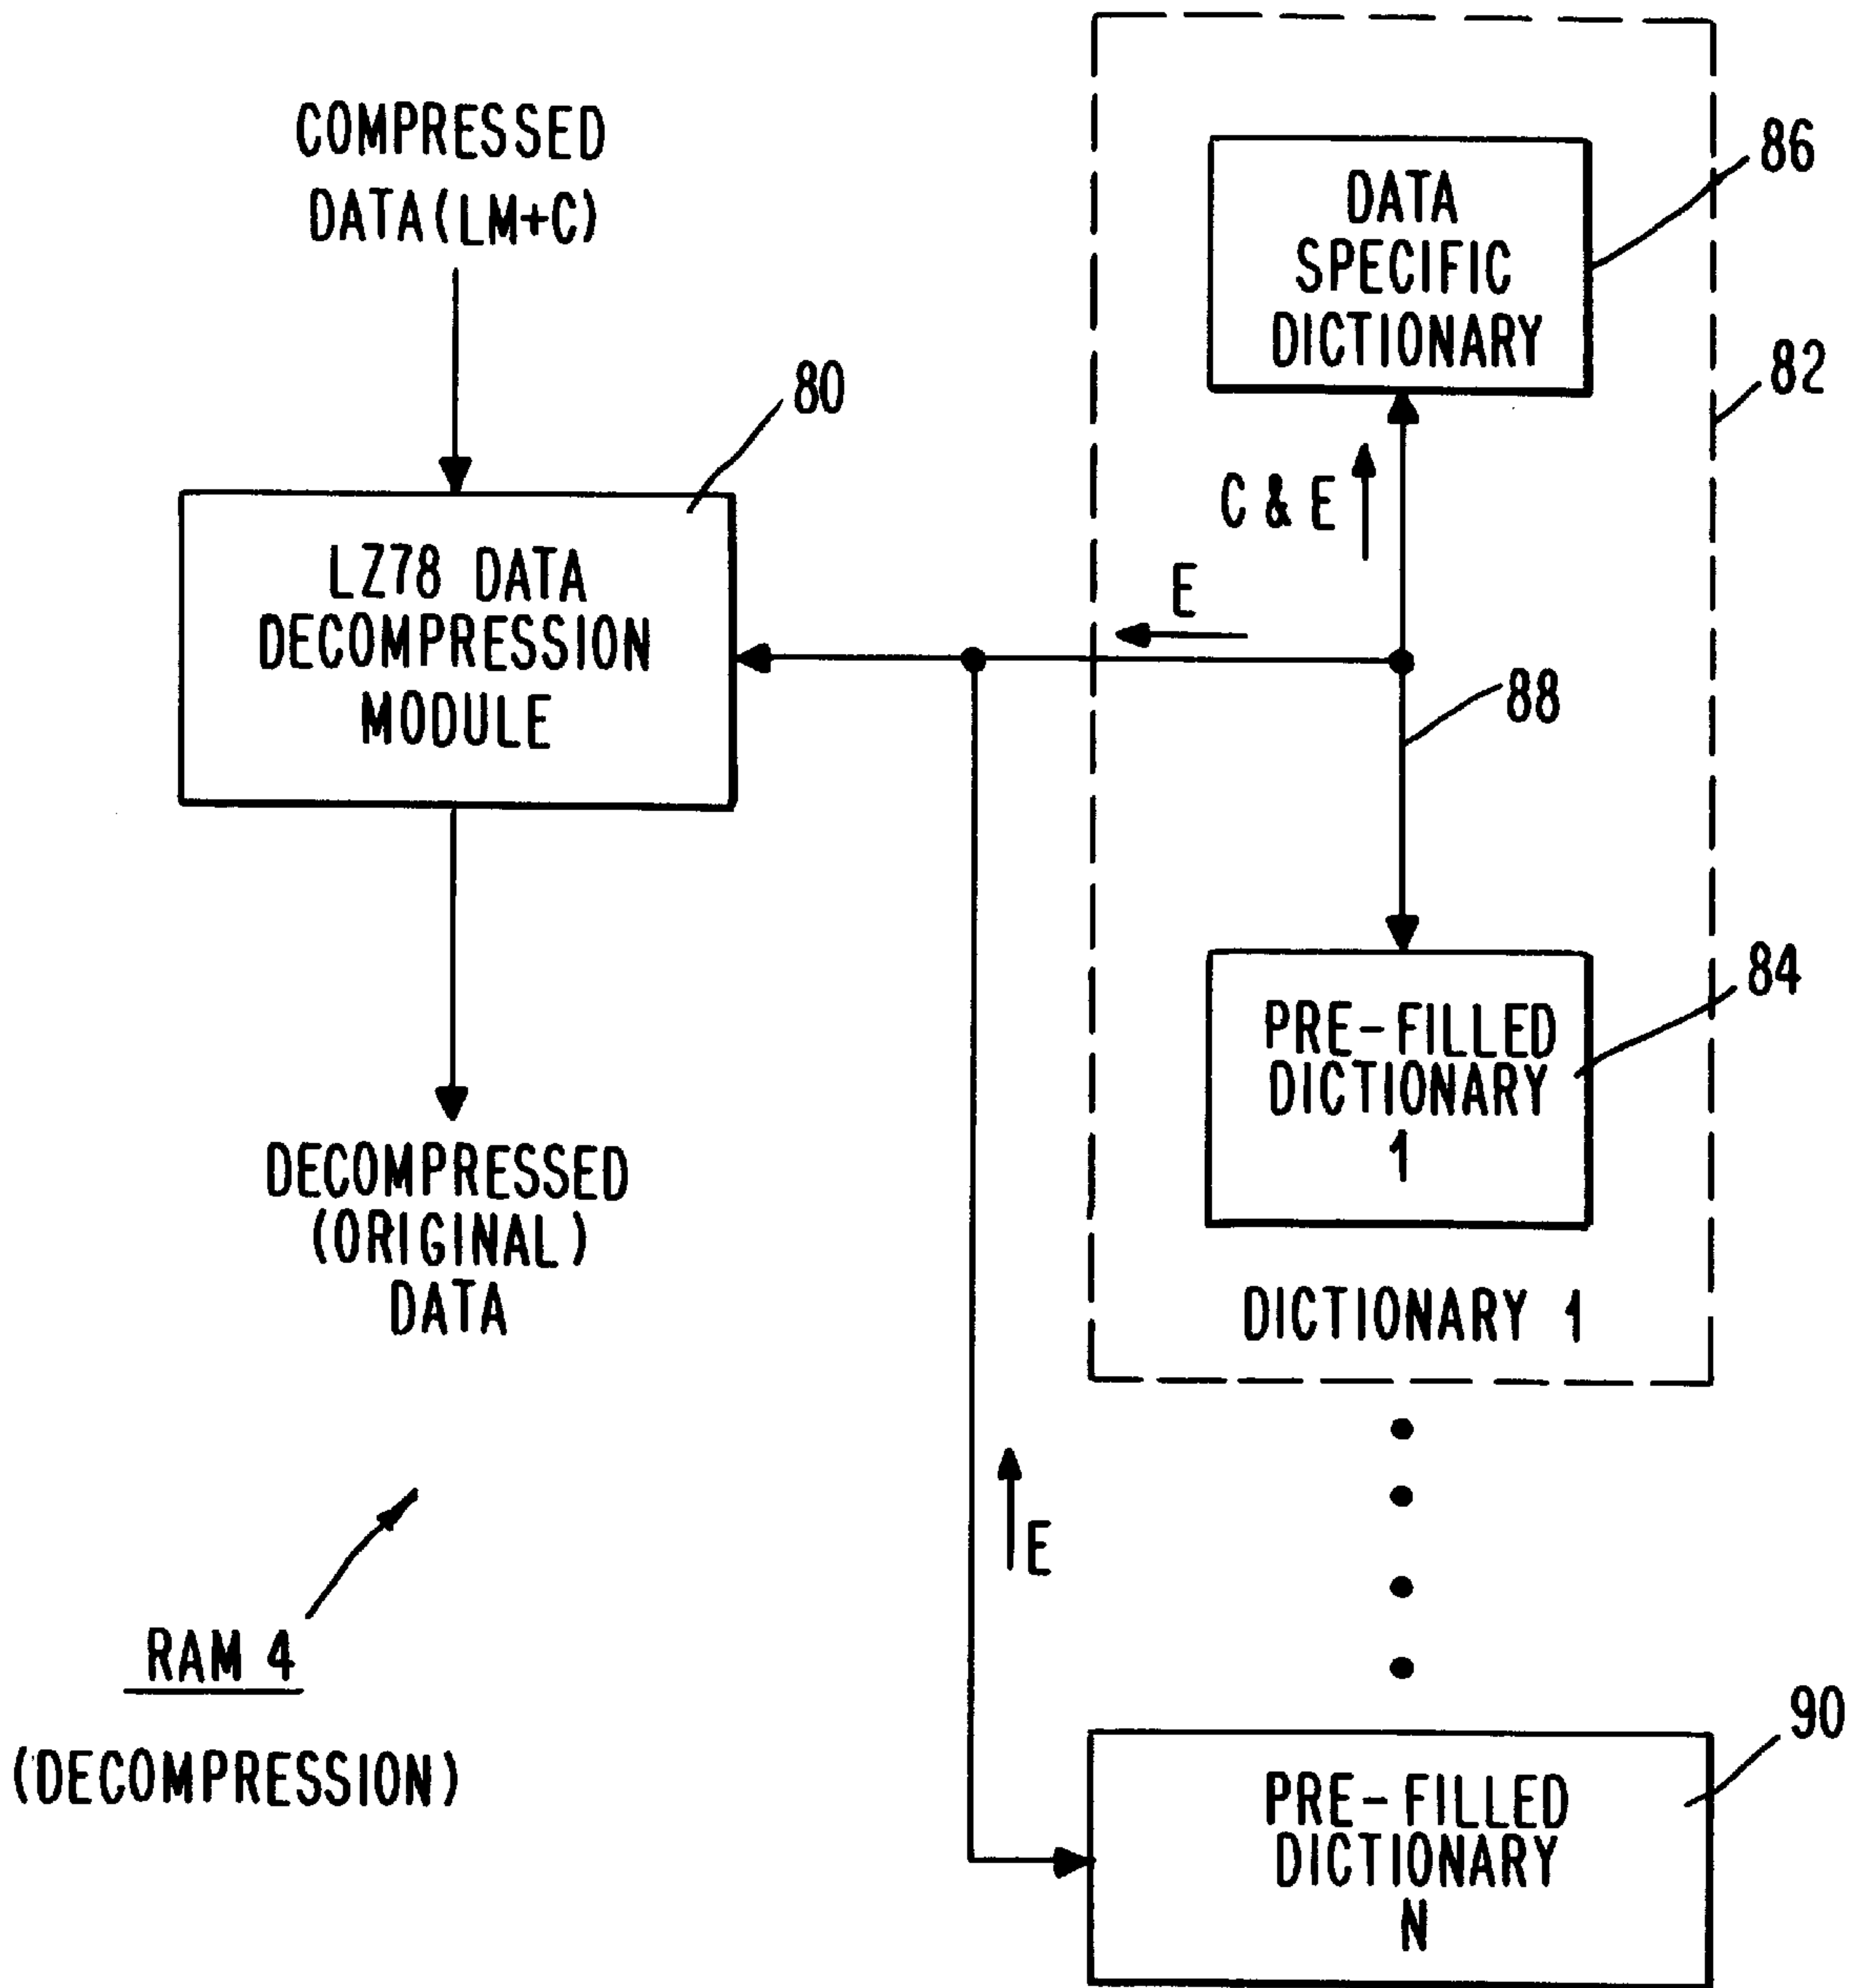 COMPRESSED
DATA(LM+C)
80
LZ78 DATA
DECOMPRESSION
MODULE
DECOMPRESSED
(ORIGINAL)
DATA
RAM 4
(DECOMPRESSION)
86
DATA
SPECIFIC
DICTIONARY
82
C & E
E
88
84
PRE-FILLED
DICTIONARY
1
DICTIONARY 1
E
90
PRE-FILLED
DICTIONARY
N